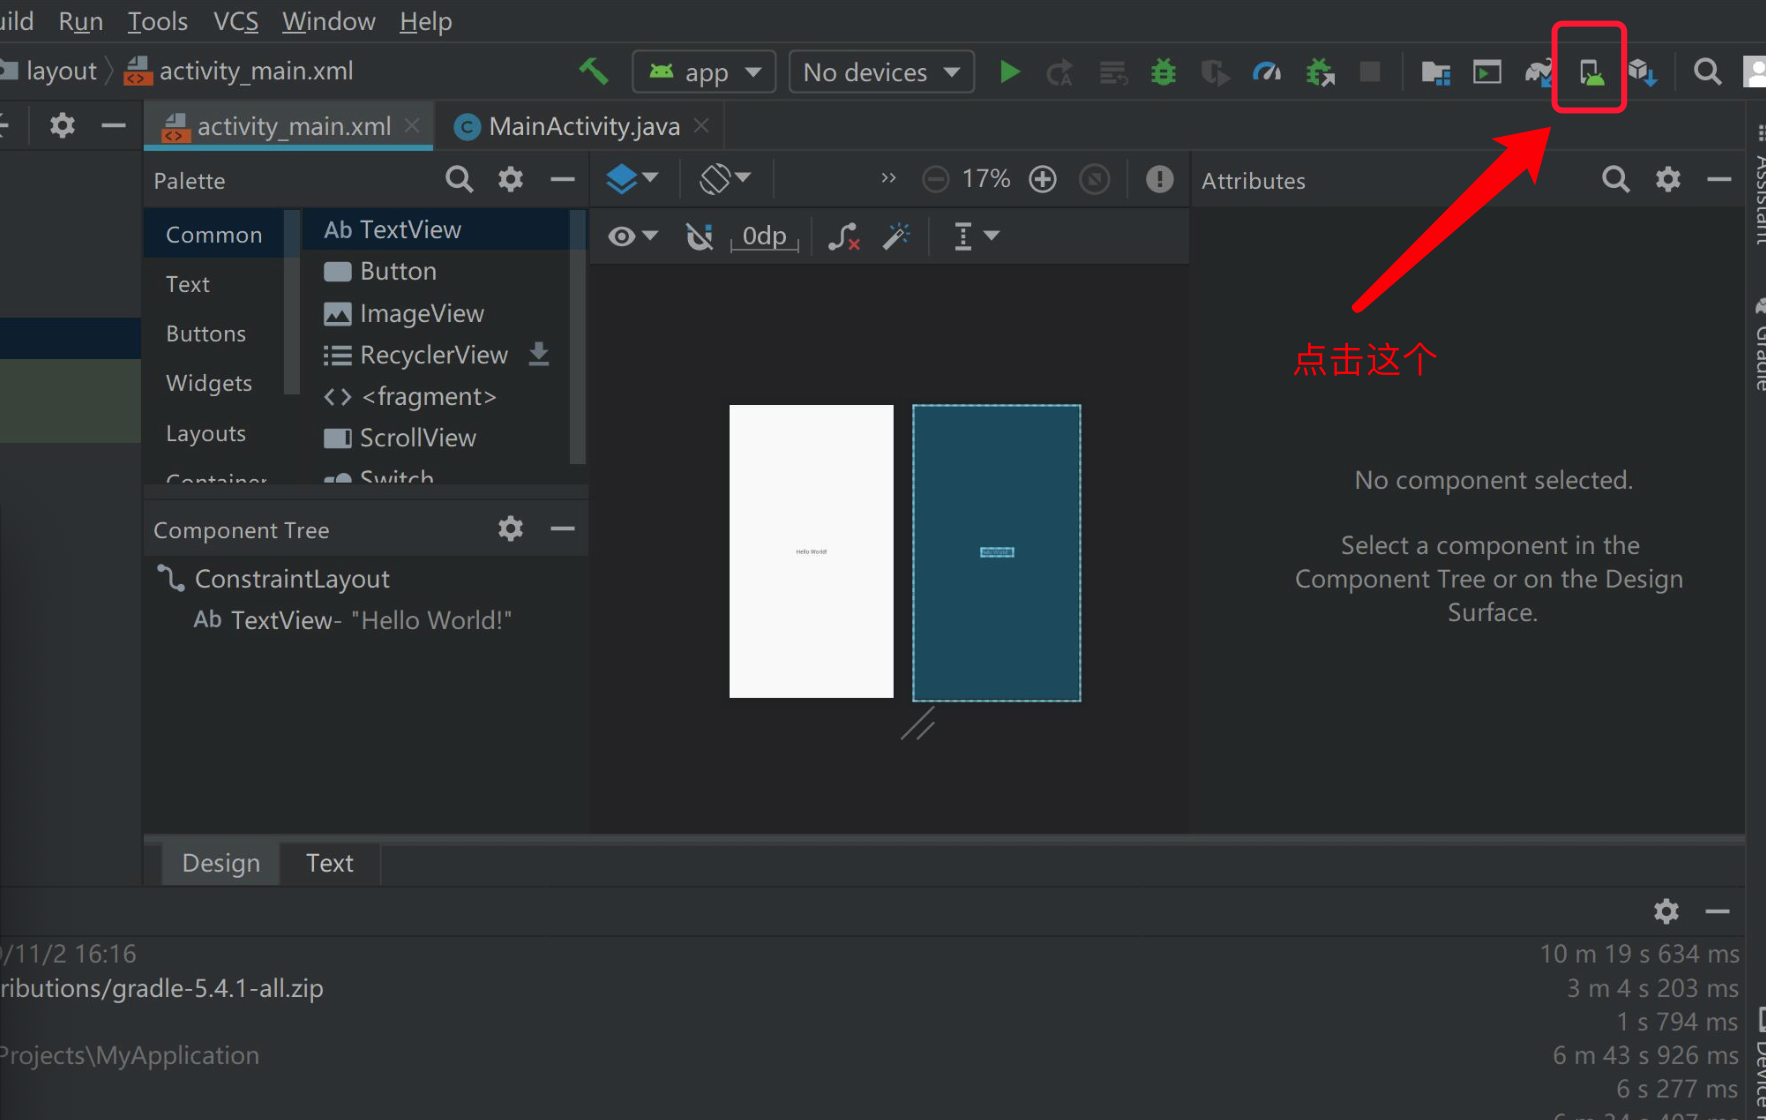 uild Run Tools VCS Window Help
layout activity_main.xml app No devices
activity_main.xml MainActivity.java
Palette 17% Attributes
Common
Text
Buttons
Widgets
Layouts
Container
Ab TextView
Button
ImageView
RecyclerView
<fragment>
ScrollView
Switch
0dp
点击这个
Assistant
Gradle
Hello World!
No component selected.
Select a component in the
Component Tree or on the Design
Surface.
Component Tree
ConstraintLayout
Ab TextView- "Hello World!"
Design Text
/11/2 16:16 10 m 19 s 634 ms
ributions/gradle-5.4.1-all.zip 3 m 4 s 203 ms
1 s 794 ms
Projects\MyApplication 6 m 43 s 926 ms
6 s 277 ms